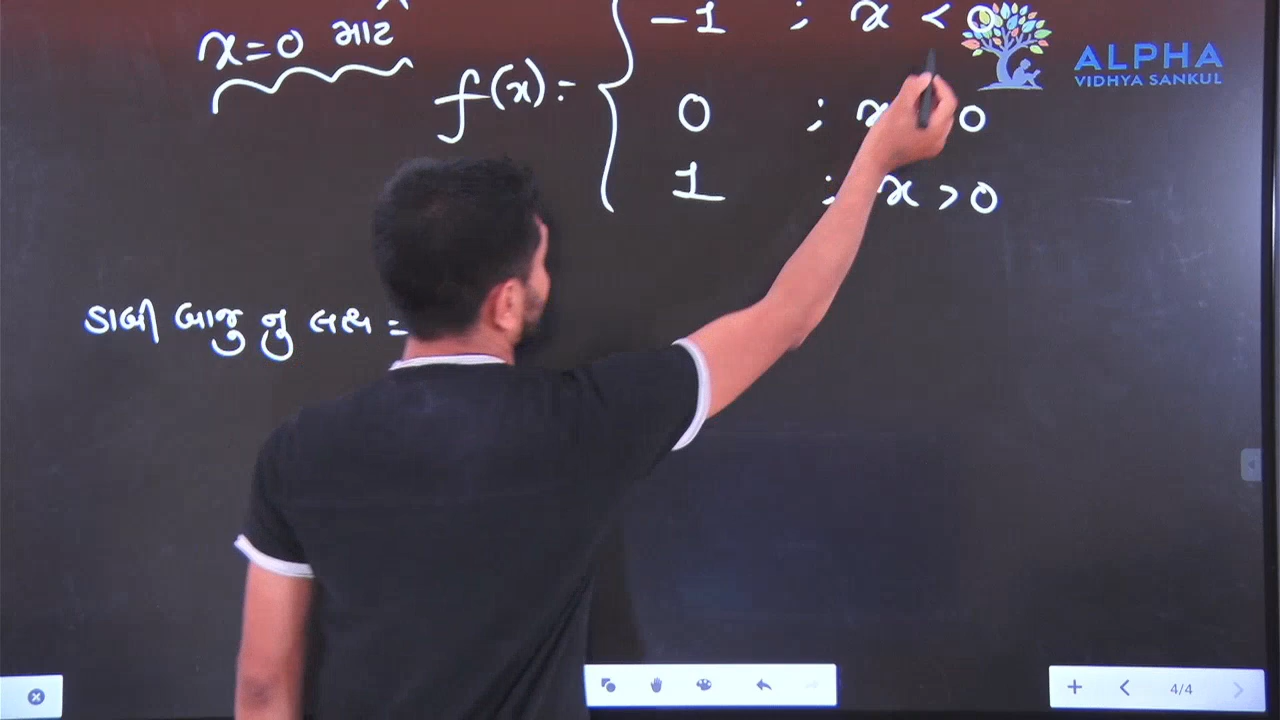 -1 ; x < 0
x=0 માટે
f(x) = 0 ; x 0
1 ; x > 0
ડાબી બાજુ નુ લક્ષ =
ALPHA
VIDHYA SANKUL
4/4